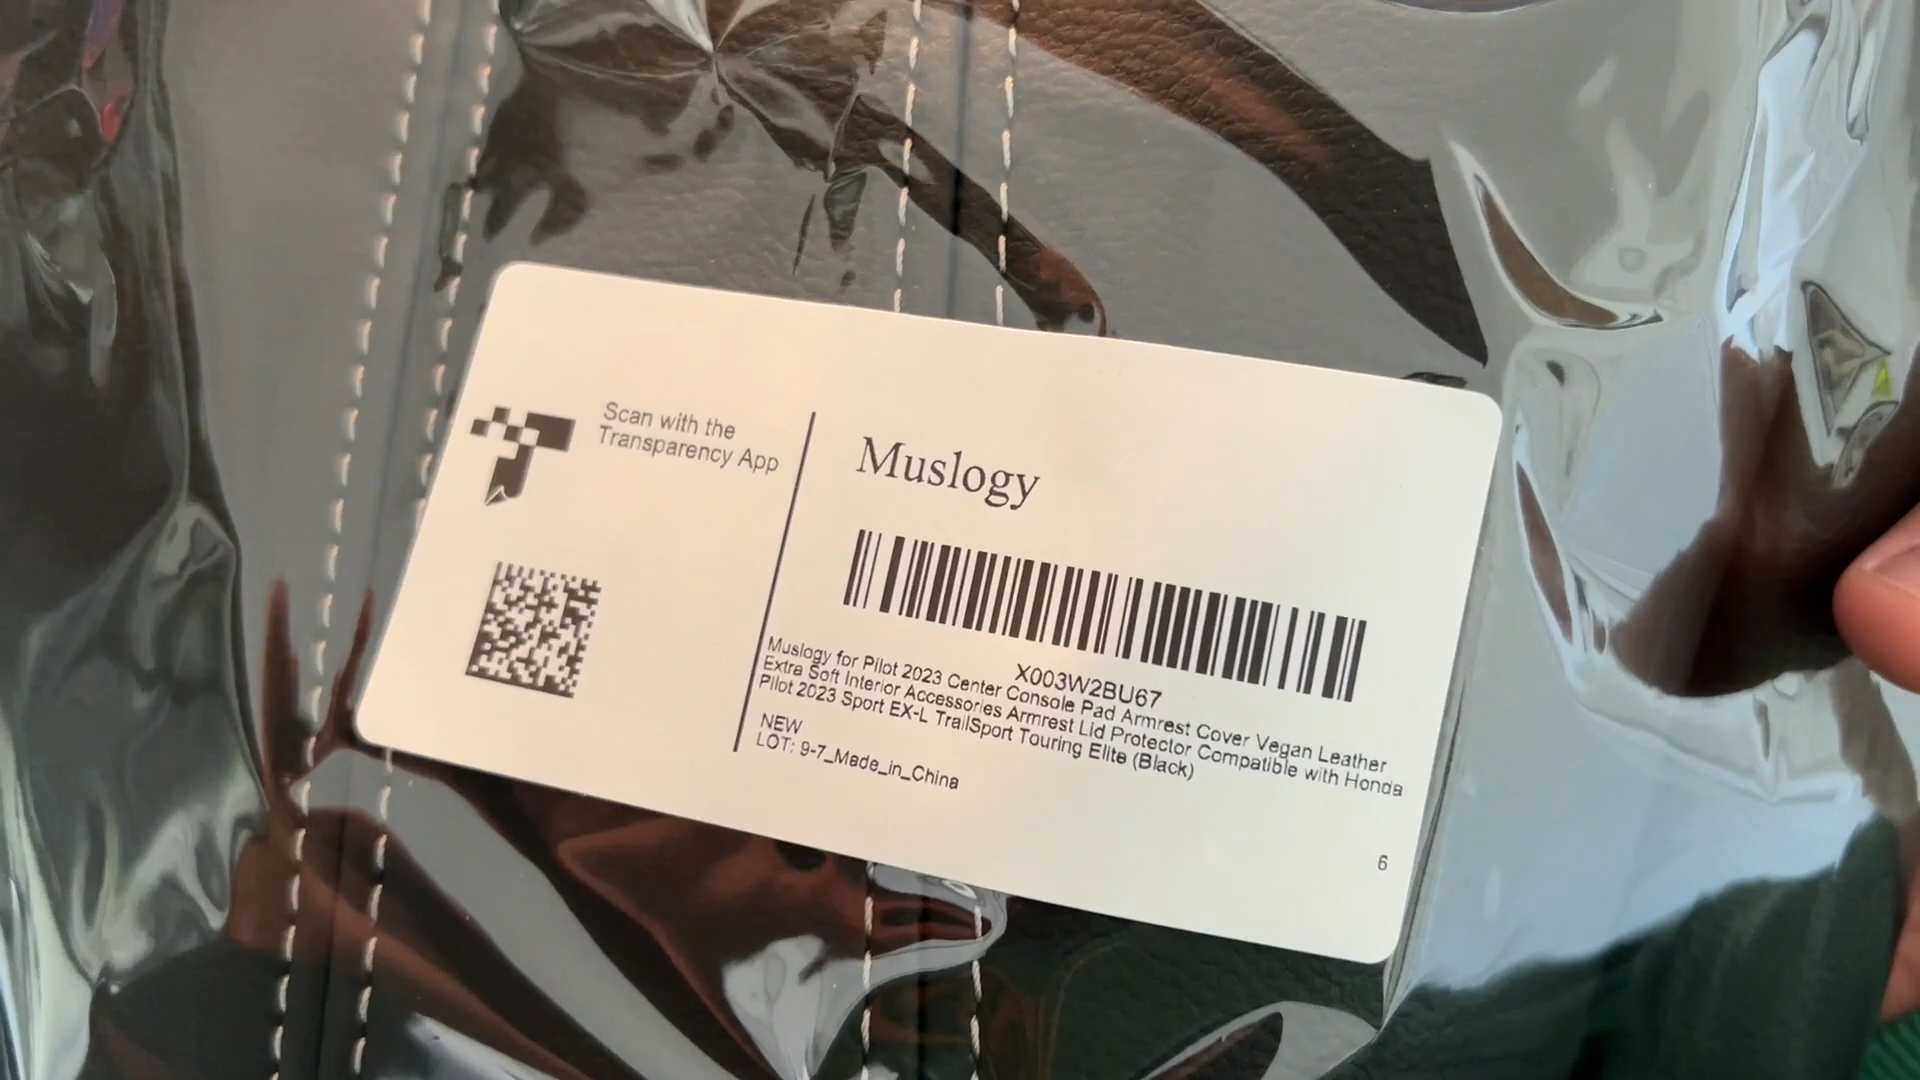 Scan with the
Transparency App
Muslogy
X003W2BU67
Muslogy for Pilot 2023 Center Console Pad Armrest Cover Vegan Leather
Extra Soft Interior Accessories Armrest Lid Protector Compatible with Honda
Pilot 2023 Sport EX-L TrailSport Touring Elite (Black)
NEW
LOT: 9-7_Made_in_China
6